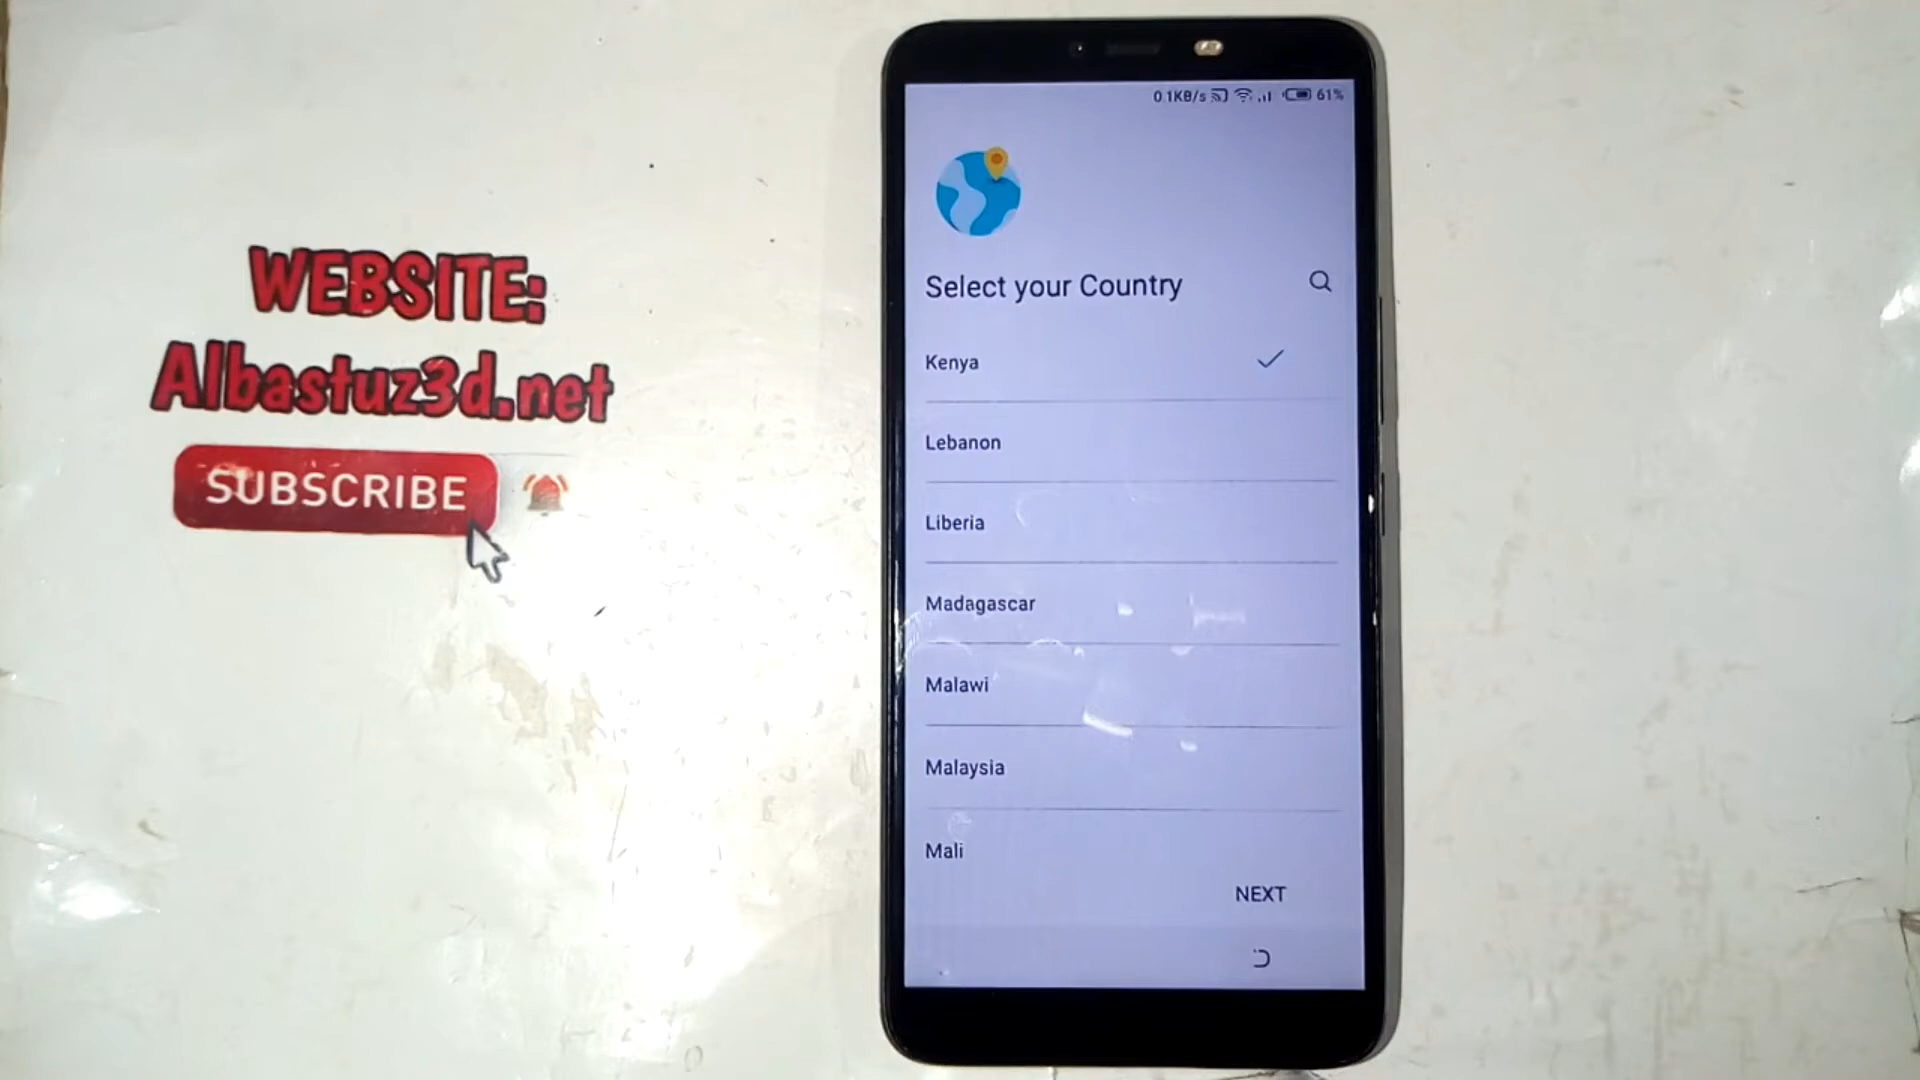 WEBSITE:
Albastuz3d.net
SUBSCRIBE
0.1KB/s 61%
Select your Country
Kenya
Lebanon
Liberia
Madagascar
Malawi
Malaysia
Mali
NEXT